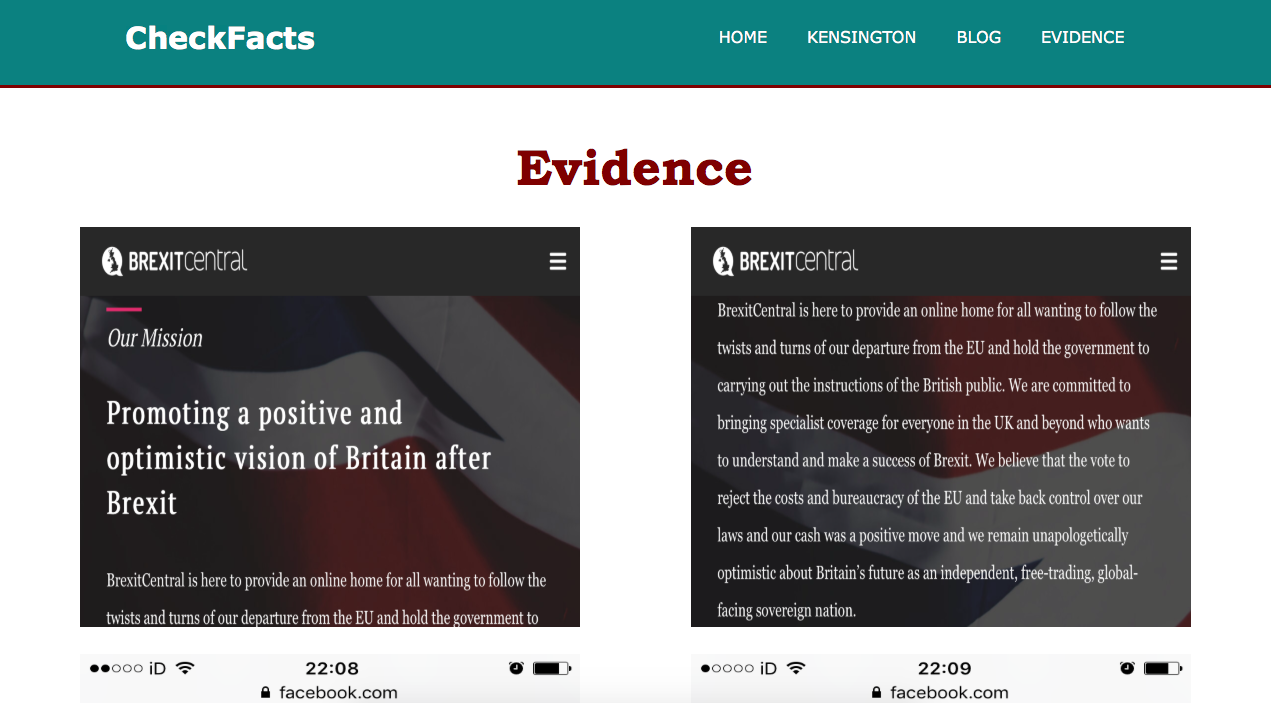 CheckFacts
HOME KENSINGTON BLOG EVIDENCE
Evidence
BREXITcentral
Our Mission
Promoting a positive and
optimistic vision of Britain after
Brexit
BrexitCentral is here to provide an online home for all wanting to follow the
twists and turns of our departure from the EU and hold the government to
BREXITcentral
BrexitCentral is here to provide an online home for all wanting to follow the
twists and turns of our departure from the EU and hold the government to
carrying out the instructions of the British public. We are committed to
bringing specialist coverage for everyone in the UK and beyond who wants
to understand and make a success of Brexit. We believe that the vote to
reject the costs and bureaucracy of the EU and take back control over our
laws and our cash was a positive move and we remain unapologetically
optimistic about Britain's future as an independent, free-trading, global-
facing sovereign nation.
iD 22:08
facebook.com
iD 22:09
facebook.com